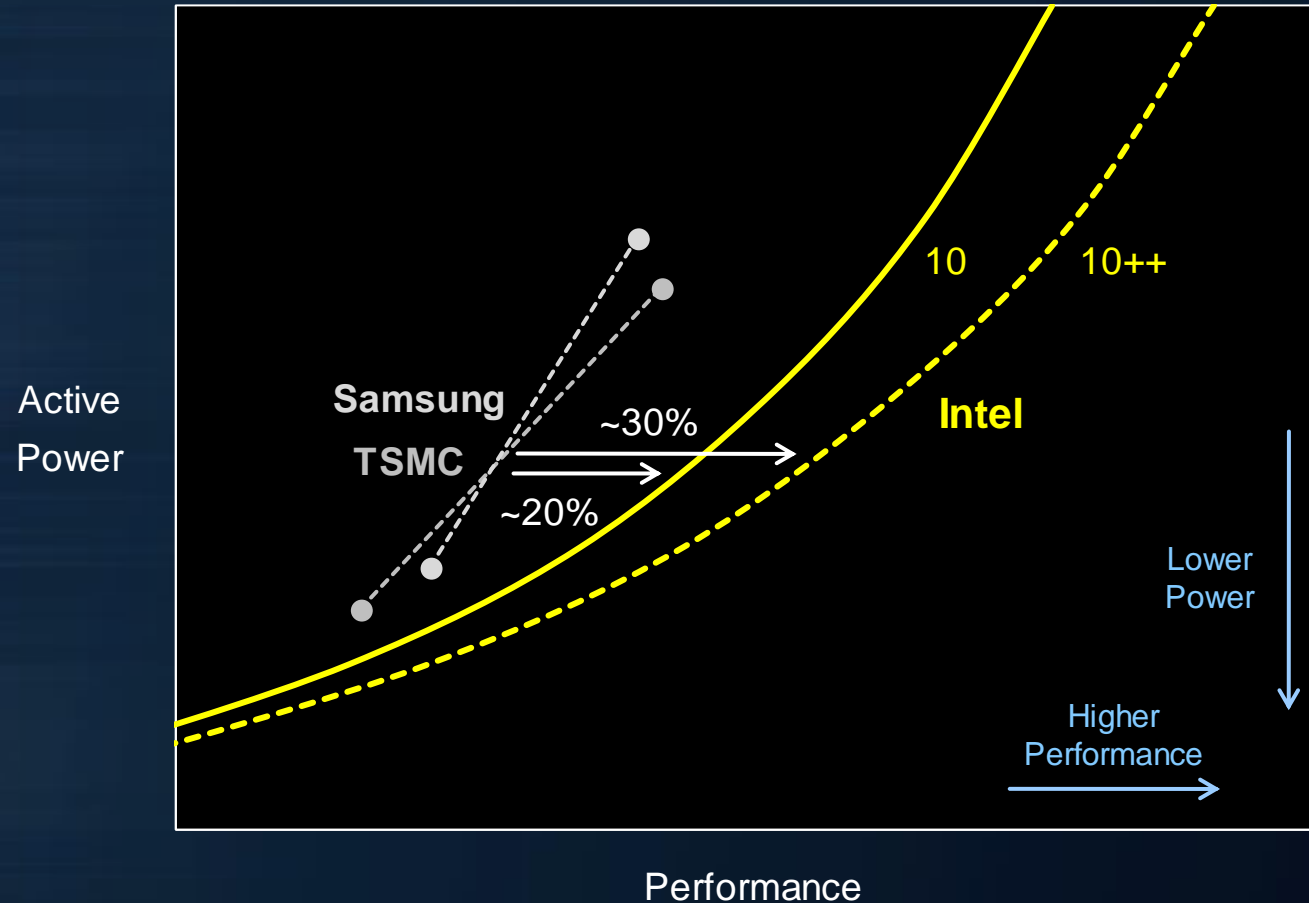 Active
Power
Samsung
TSMC
~30%
~20%
10
10++
Intel
Lower
Power
Higher
Performance
Performance